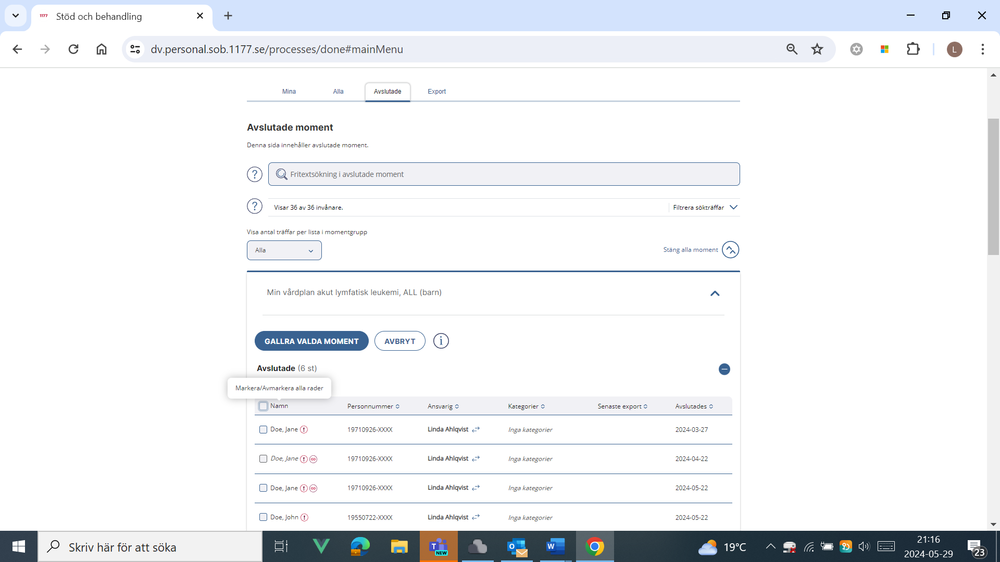 1177 Stöd och behandling
dv.personal.sob.1177.se/processes/done#mainMenu
L
Mina Alla Avslutade Export
Avslutade moment
Denna sida innehåller avslutade moment.
? Fritextsökning i avslutade moment
? Visar 36 av 36 invånare. Filtrera sökträffar
Visa antal träffar per lista i momentgrupp
Alla Stäng alla moment
Min vårdplan akut lymfatisk leukemi, ALL (barn)
GALLRA VALDA MOMENT AVBRYT i
Avslutade (6 st)
Markera/Avmarkera alla rader
Namn Personnummer Ansvarig Kategorier Senaste export Avslutades
Doe, Jane ! 19710926-XXXX Linda Ahlqvist Inga kategorier 2024-03-27
Doe, Jane ! 19710926-XXXX Linda Ahlqvist Inga kategorier 2024-04-22
Doe, Jane ! 19710926-XXXX Linda Ahlqvist Inga kategorier 2024-05-22
Doe, John ! 19550722-XXXX Linda Ahlqvist Inga kategorier 2024-05-22
Skriv här för att söka
T NEW
O
W
19°C
21:16
2024-05-29
23